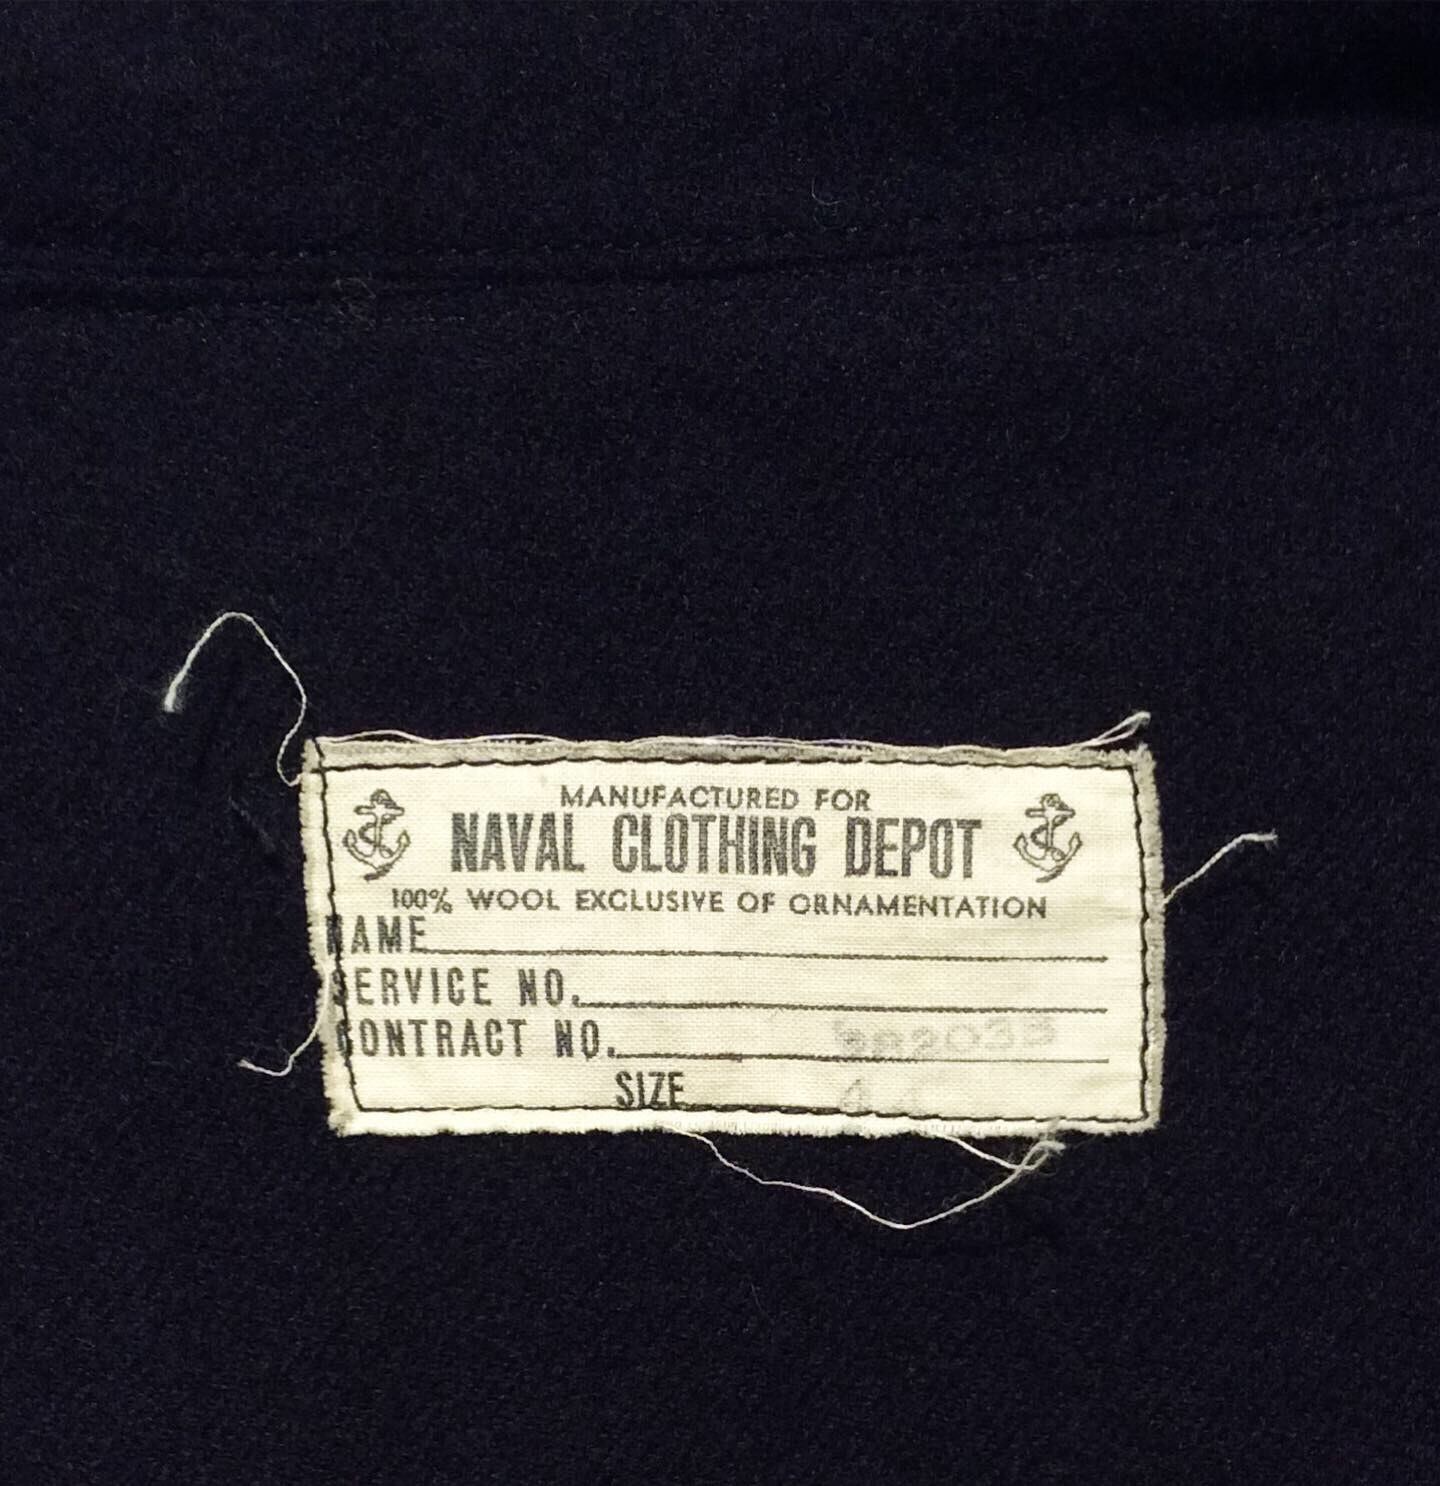 MANUFACTURED FOR
NAVAL CLOTHING DEPOT
100% WOOL EXCLUSIVE OF ORNAMENTATION
NAME
SERVICE NO.
CONTRACT NO.
SIZE